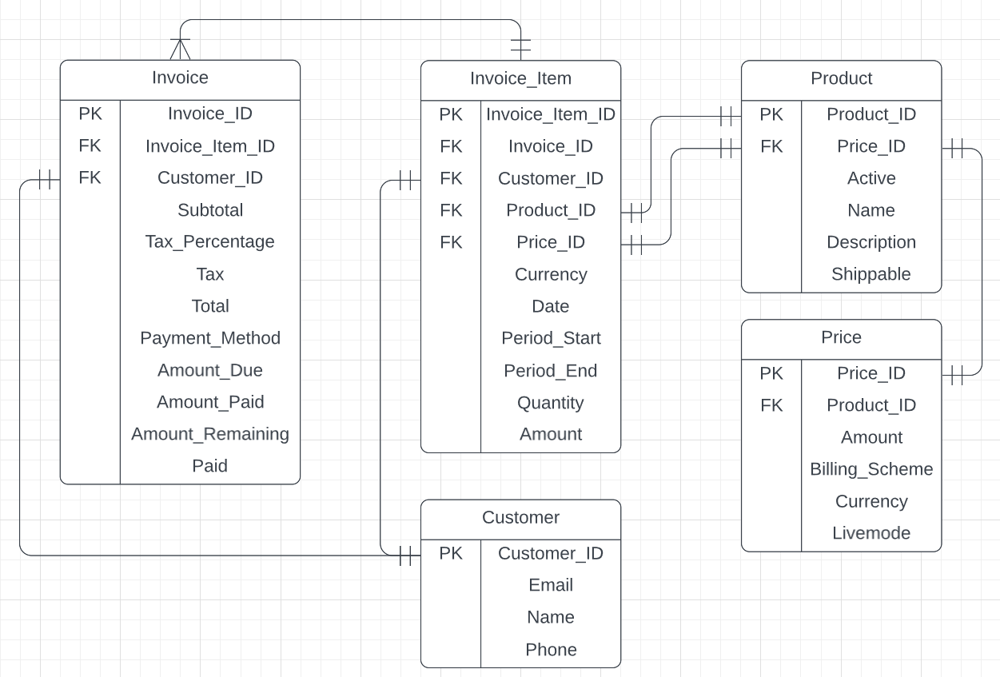 Invoice
PK Invoice_ID
FK Invoice_Item_ID
FK Customer_ID
Subtotal
Tax_Percentage
Tax
Total
Payment_Method
Amount_Due
Amount_Paid
Amount_Remaining
Paid
Invoice_Item
PK Invoice_Item_ID
FK Invoice_ID
FK Customer_ID
FK Product_ID
FK Price_ID
Currency
Date
Period_Start
Period_End
Quantity
Amount
Customer
PK Customer_ID
Email
Name
Phone
Product
PK Product_ID
FK Price_ID
Active
Name
Description
Shippable
Price
PK Price_ID
FK Product_ID
Amount
Billing_Scheme
Currency
Livemode